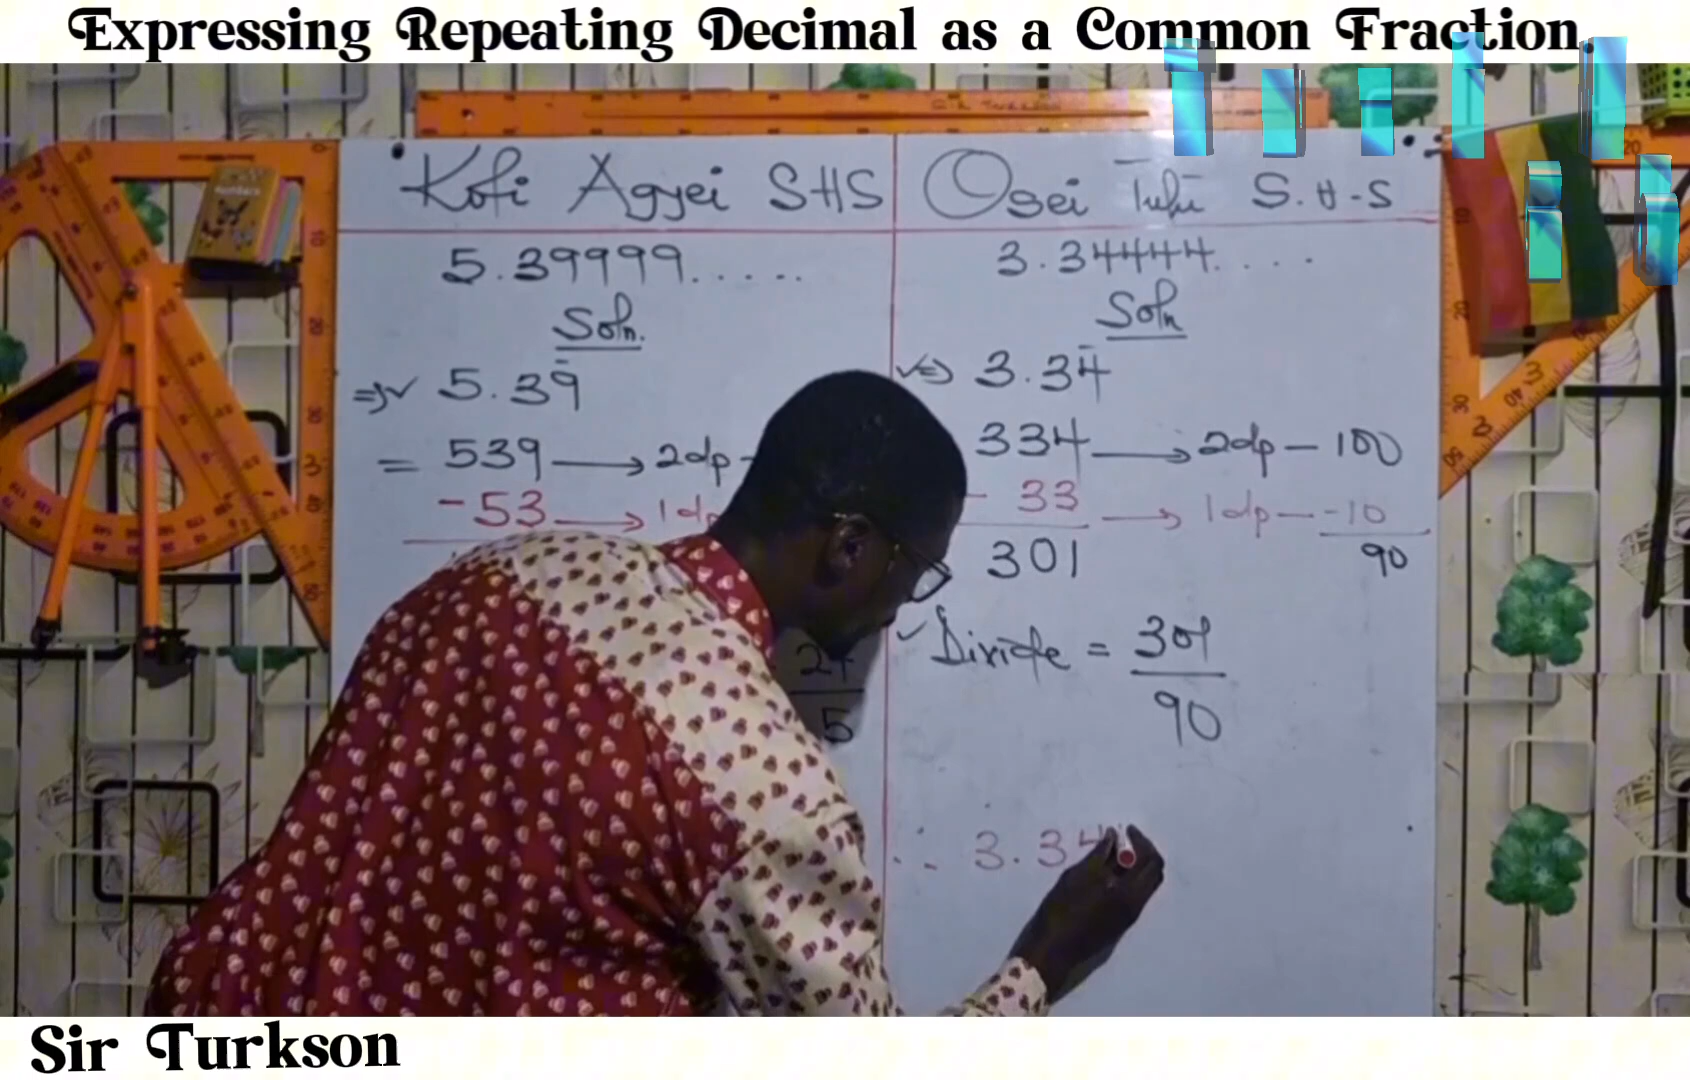 Expressing Repeating Decimal as a Common Fraction.
Kofi Agyei SHS
5.39999.....
Soln.
⇒✓ 5.39̄
= 539 → 2dp -
- 53 → 1dp
27
5
Osei Tutu S.H.S
3.34444....
Soln
✓⇒ 3.34̄
334 → 2dp – 100
- 33 → 1dp – -10
301 90
✓ Divide = 301
90
∴ 3.34
Sir Turkson